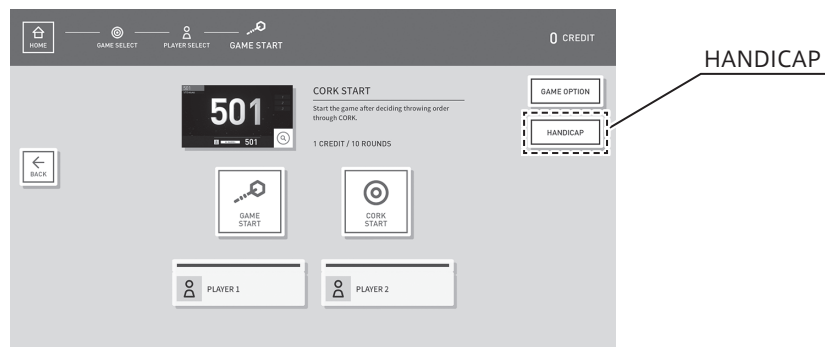 HOME
GAME SELECT
PLAYER SELECT
GAME START
0 CREDIT
HANDICAP
501
501
501
CORK START
Start the game after deciding throwing order
through CORK.
1 CREDIT / 10 ROUNDS
GAME OPTION
HANDICAP
BACK
GAME
START
CORK
START
PLAYER 1
PLAYER 2